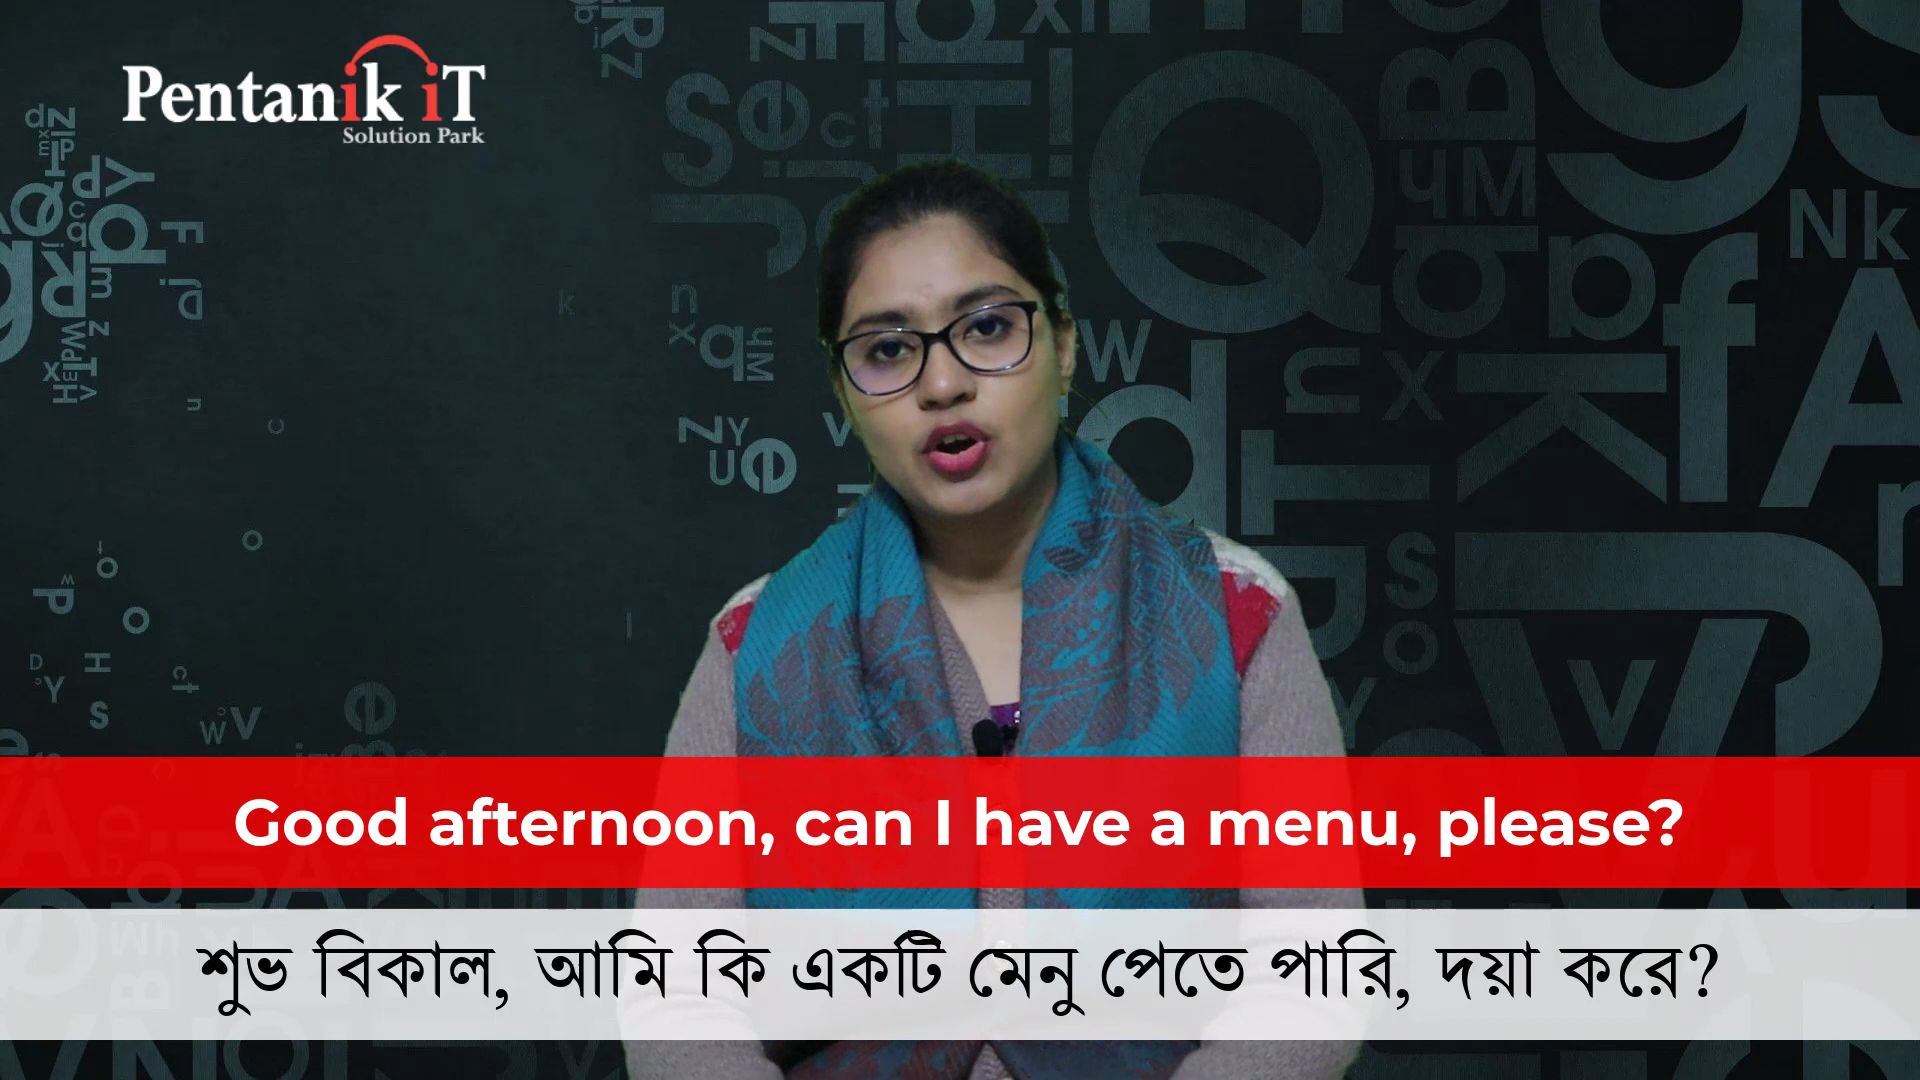 Pentanik iT
Solution Park
Good afternoon, can I have a menu, please?
শুভ বিকাল, আমি কি একটি মেনু পেতে পারি, দয়া করে?